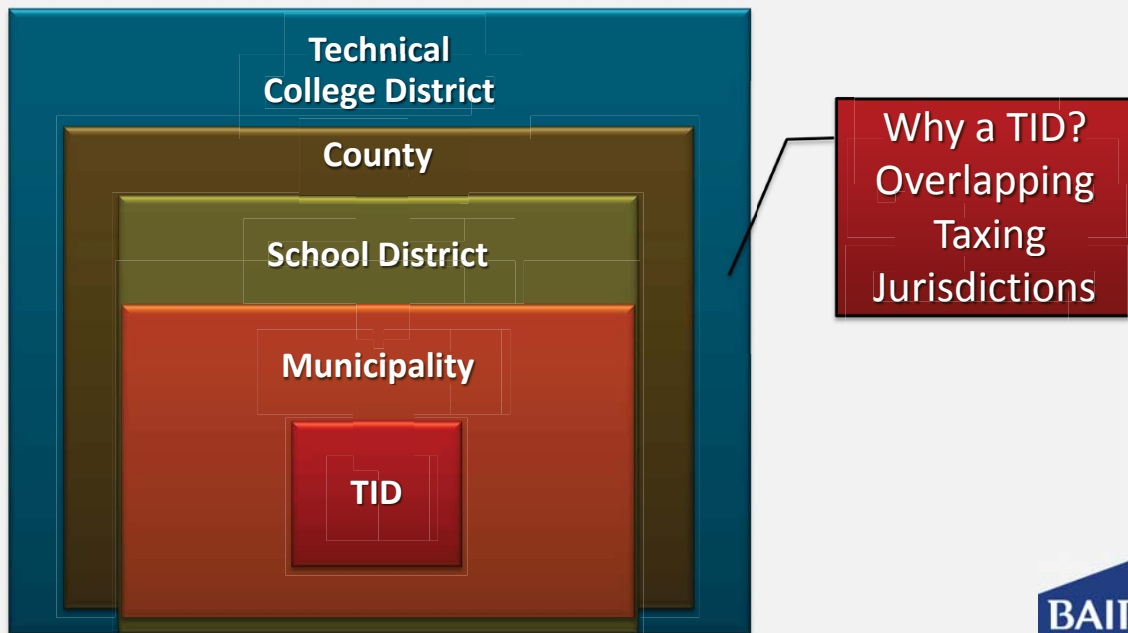 Technical
College District
County
School District
Municipality
TID
Why a TID?
Overlapping
Taxing
Jurisdictions